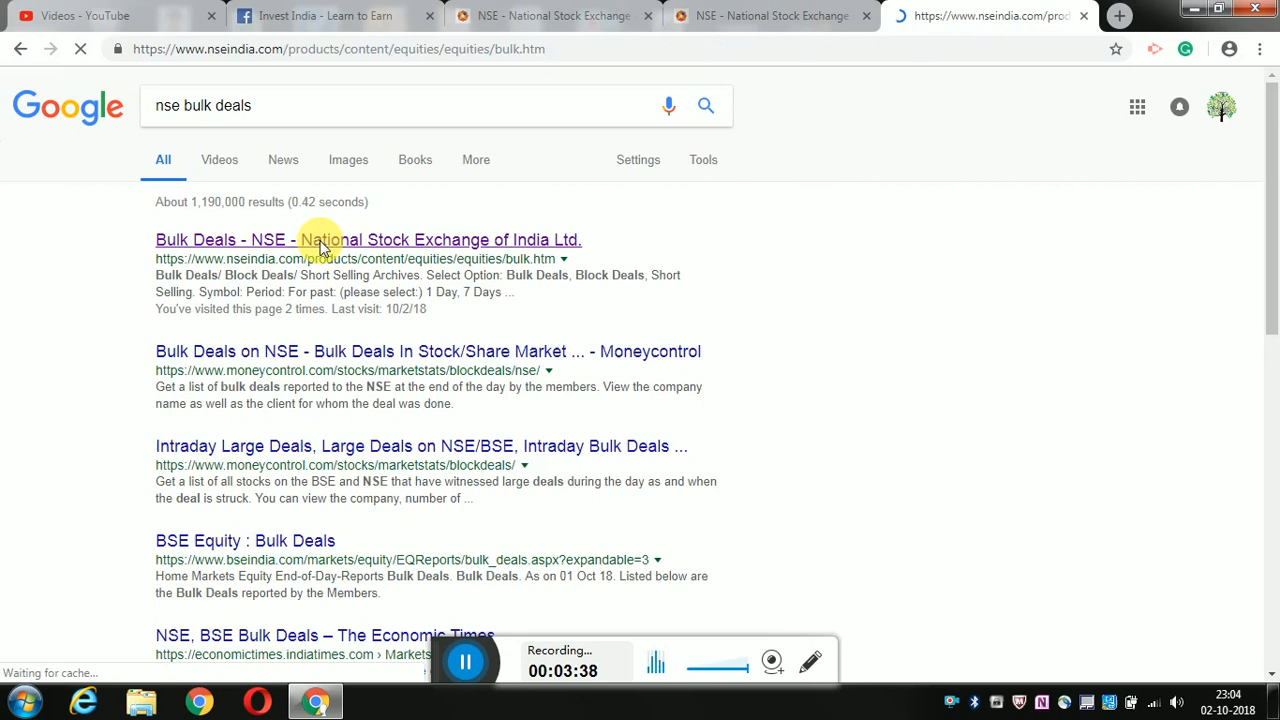 Videos - YouTube
Invest India - Learn to Earn
NSE - National Stock Exchange
NSE - National Stock Exchange
https://www.nseindia.com/prod
https://www.nseindia.com/products/content/equities/equities/bulk.htm
Google
nse bulk deals
All
Videos
News
Images
Books
More
Settings
Tools
About 1,190,000 results (0.42 seconds)
Bulk Deals - NSE - National Stock Exchange of India Ltd.
https://www.nseindia.com/products/content/equities/equities/bulk.htm
Bulk Deals/ Block Deals/ Short Selling Archives. Select Option: Bulk Deals, Block Deals, Short
Selling. Symbol: Period: For past: (please select:) 1 Day, 7 Days ...
You've visited this page 2 times. Last visit: 10/2/18
Bulk Deals on NSE - Bulk Deals In Stock/Share Market ... - Moneycontrol
https://www.moneycontrol.com/stocks/marketstats/blockdeals/nse/
Get a list of bulk deals reported to the NSE at the end of the day by the members. View the company
name as well as the client for whom the deal was done.
Intraday Large Deals, Large Deals on NSE/BSE, Intraday Bulk Deals ...
https://www.moneycontrol.com/stocks/marketstats/blockdeals/
Get a list of all stocks on the BSE and NSE that have witnessed large deals during the day as and when
the deal is struck. You can view the company, number of ...
BSE Equity : Bulk Deals
https://www.bseindia.com/markets/equity/EQReports/bulk_deals.aspx?expandable=3
Home Markets Equity End-of-Day-Reports Bulk Deals. Bulk Deals. As on 01 Oct 18. Listed below are
the Bulk Deals reported by the Members.
NSE, BSE Bulk Deals – The Economic Times
https://economictimes.indiatimes.com › Markets
Recording...
00:03:38
Waiting for cache...
23:04
02-10-2018